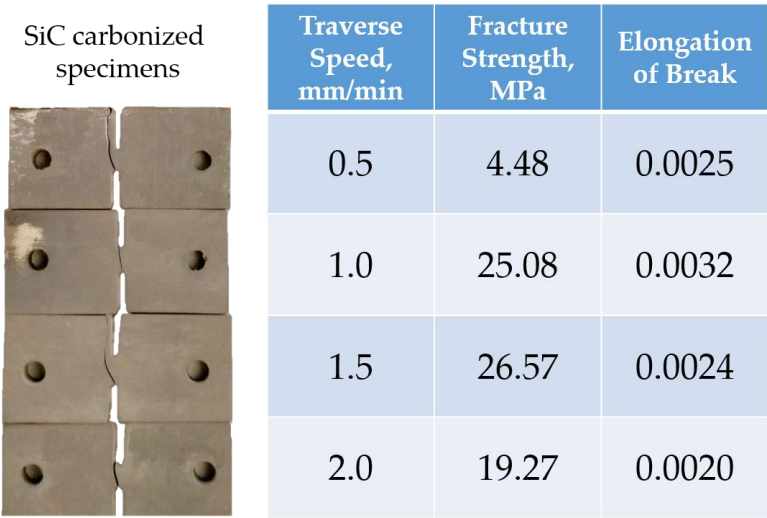 SiC carbonized
specimens
Traverse
Speed,
mm/min
Fracture
Strength,
MPa
Elongation
of Break
0.5 4.48 0.0025
1.0 25.08 0.0032
1.5 26.57 0.0024
2.0 19.27 0.0020